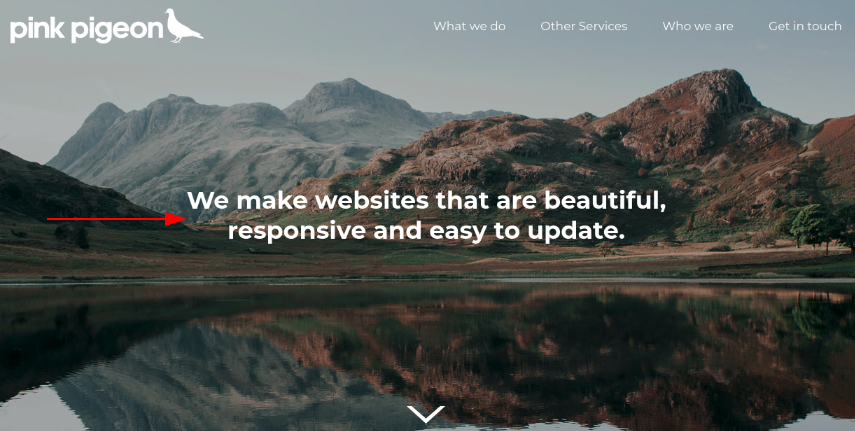 pink pigeon
What we do
Other Services
Who we are
Get in touch
We make websites that are beautiful,
responsive and easy to update.